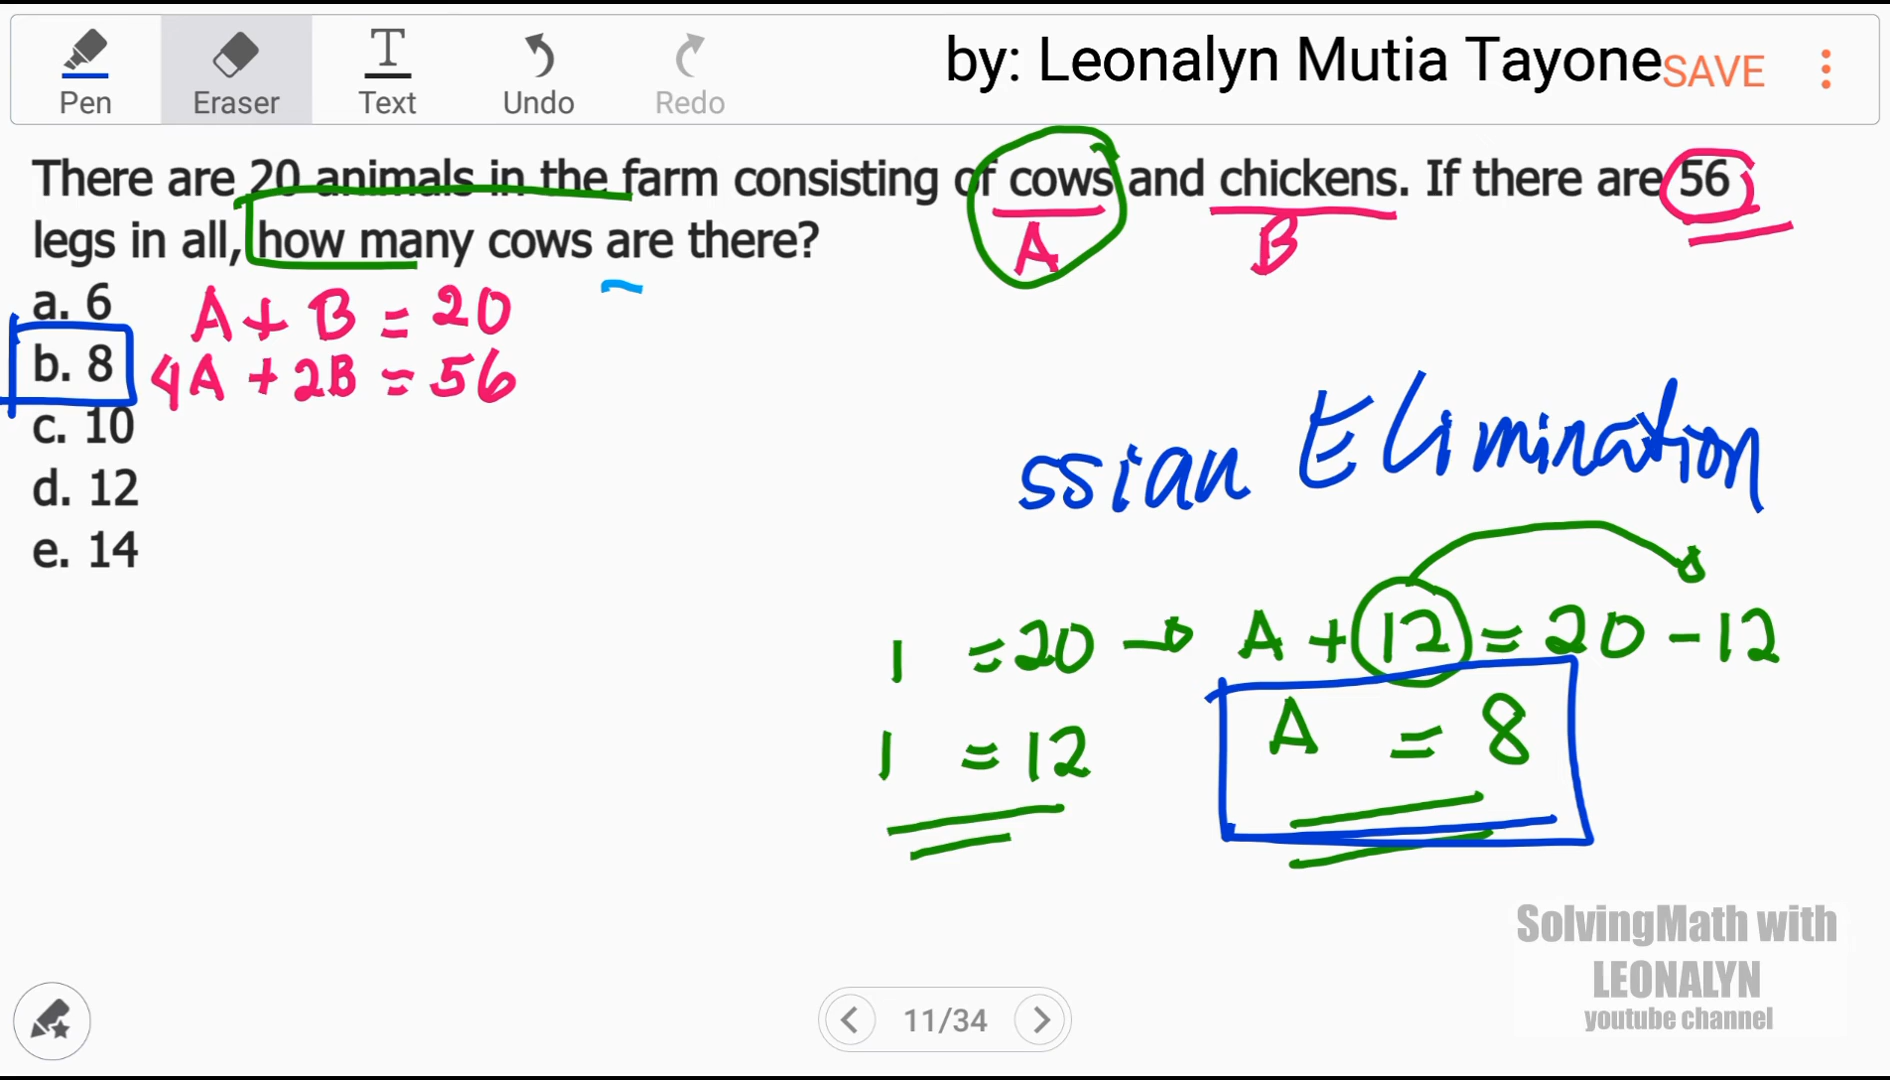 Pen
Eraser
Text
Undo
Redo
by: Leonalyn Mutia Tayone
SAVE
There are 20 animals in the farm consisting of cows and chickens. If there are 56
legs in all, how many cows are there?
A
B
a. 6
b. 8
c. 10
d. 12
e. 14
A + B = 20
4A + 2B = 56
ssian Elimination
1 = 20 → A + 12 = 20 - 12
1 = 12
A = 8
SolvingMath with
LEONALYN
youtube channel
11/34